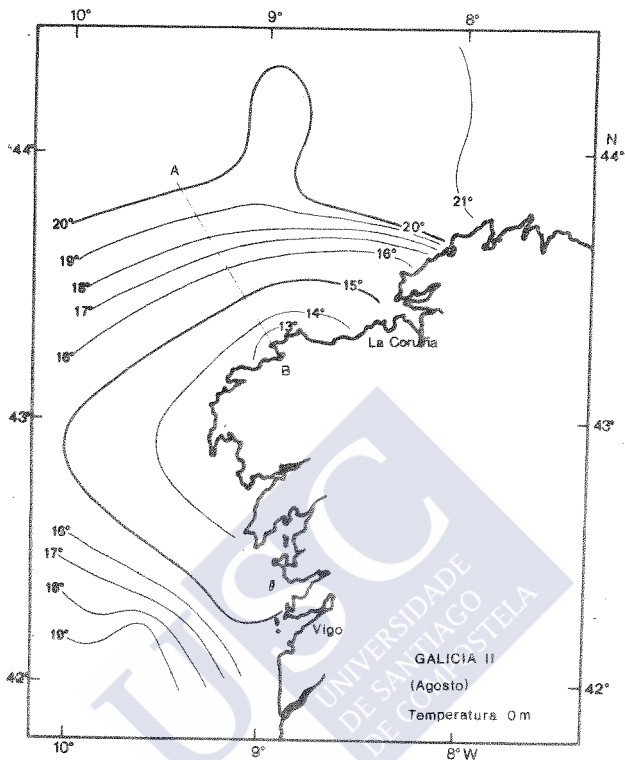 10° 9° 8°
N
44° 44°
A
21°
20° 20°
19°
18° 16°
17°
15°
16° 14°
13°
La Coruña
B
43° 43°
16°
17°
18°
19°
Vigo
42° 42°
GALICIA II
(Agosto)
Temperatura 0m
10° 9° 8° W
USC
UNIVERSIDADE
DE SANTIAGO
DE COMPOSTELA